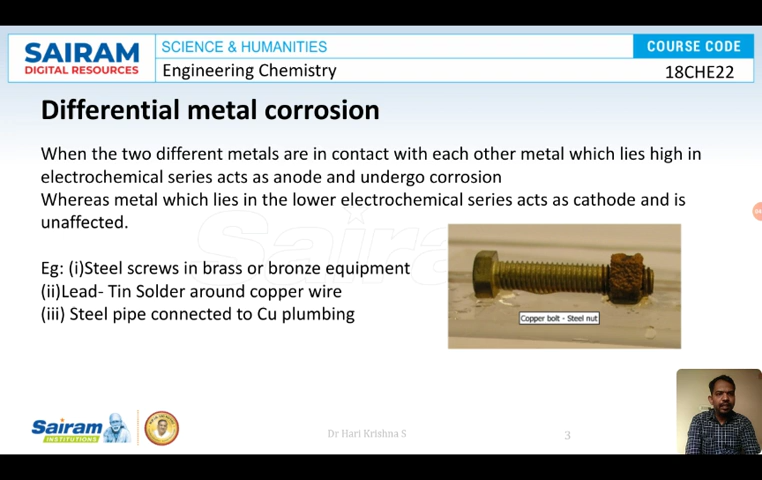 SAIRAM
DIGITAL RESOURCES
SCIENCE & HUMANITIES
COURSE CODE
Engineering Chemistry
18CHE22
Differential metal corrosion
When the two different metals are in contact with each other metal which lies high in
electrochemical series acts as anode and undergo corrosion
Whereas metal which lies in the lower electrochemical series acts as cathode and is
unaffected.
Sairam
Eg: (i)Steel screws in brass or bronze equipment
(ii)Lead- Tin Solder around copper wire
(iii) Steel pipe connected to Cu plumbing
Copper bolt - Steel nut
Sairam
INSTITUTIONS
Dr Hari Krishna S
3